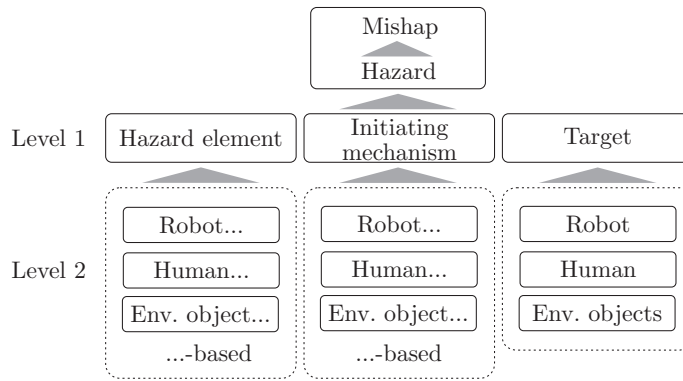 Mishap
Hazard
Level 1
Hazard element
Initiating
mechanism
Target
Level 2
Robot...
Human...
Env. object...
...-based
Robot...
Human...
Env. object...
...-based
Robot
Human
Env. objects